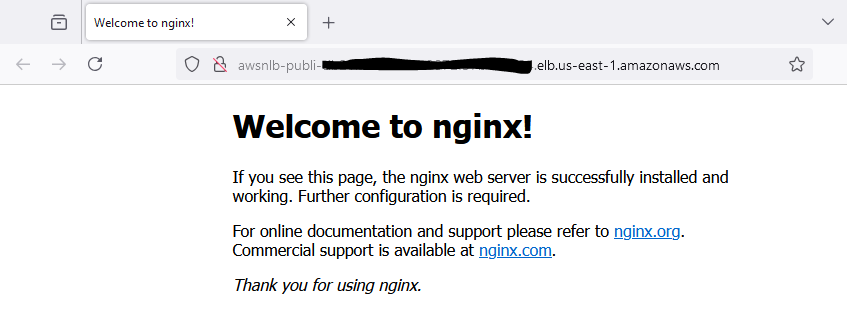 Welcome to nginx!
awsnlb-publi- .elb.us-east-1.amazonaws.com
Welcome to nginx!
If you see this page, the nginx web server is successfully installed and
working. Further configuration is required.
For online documentation and support please refer to nginx.org.
Commercial support is available at nginx.com.
Thank you for using nginx.